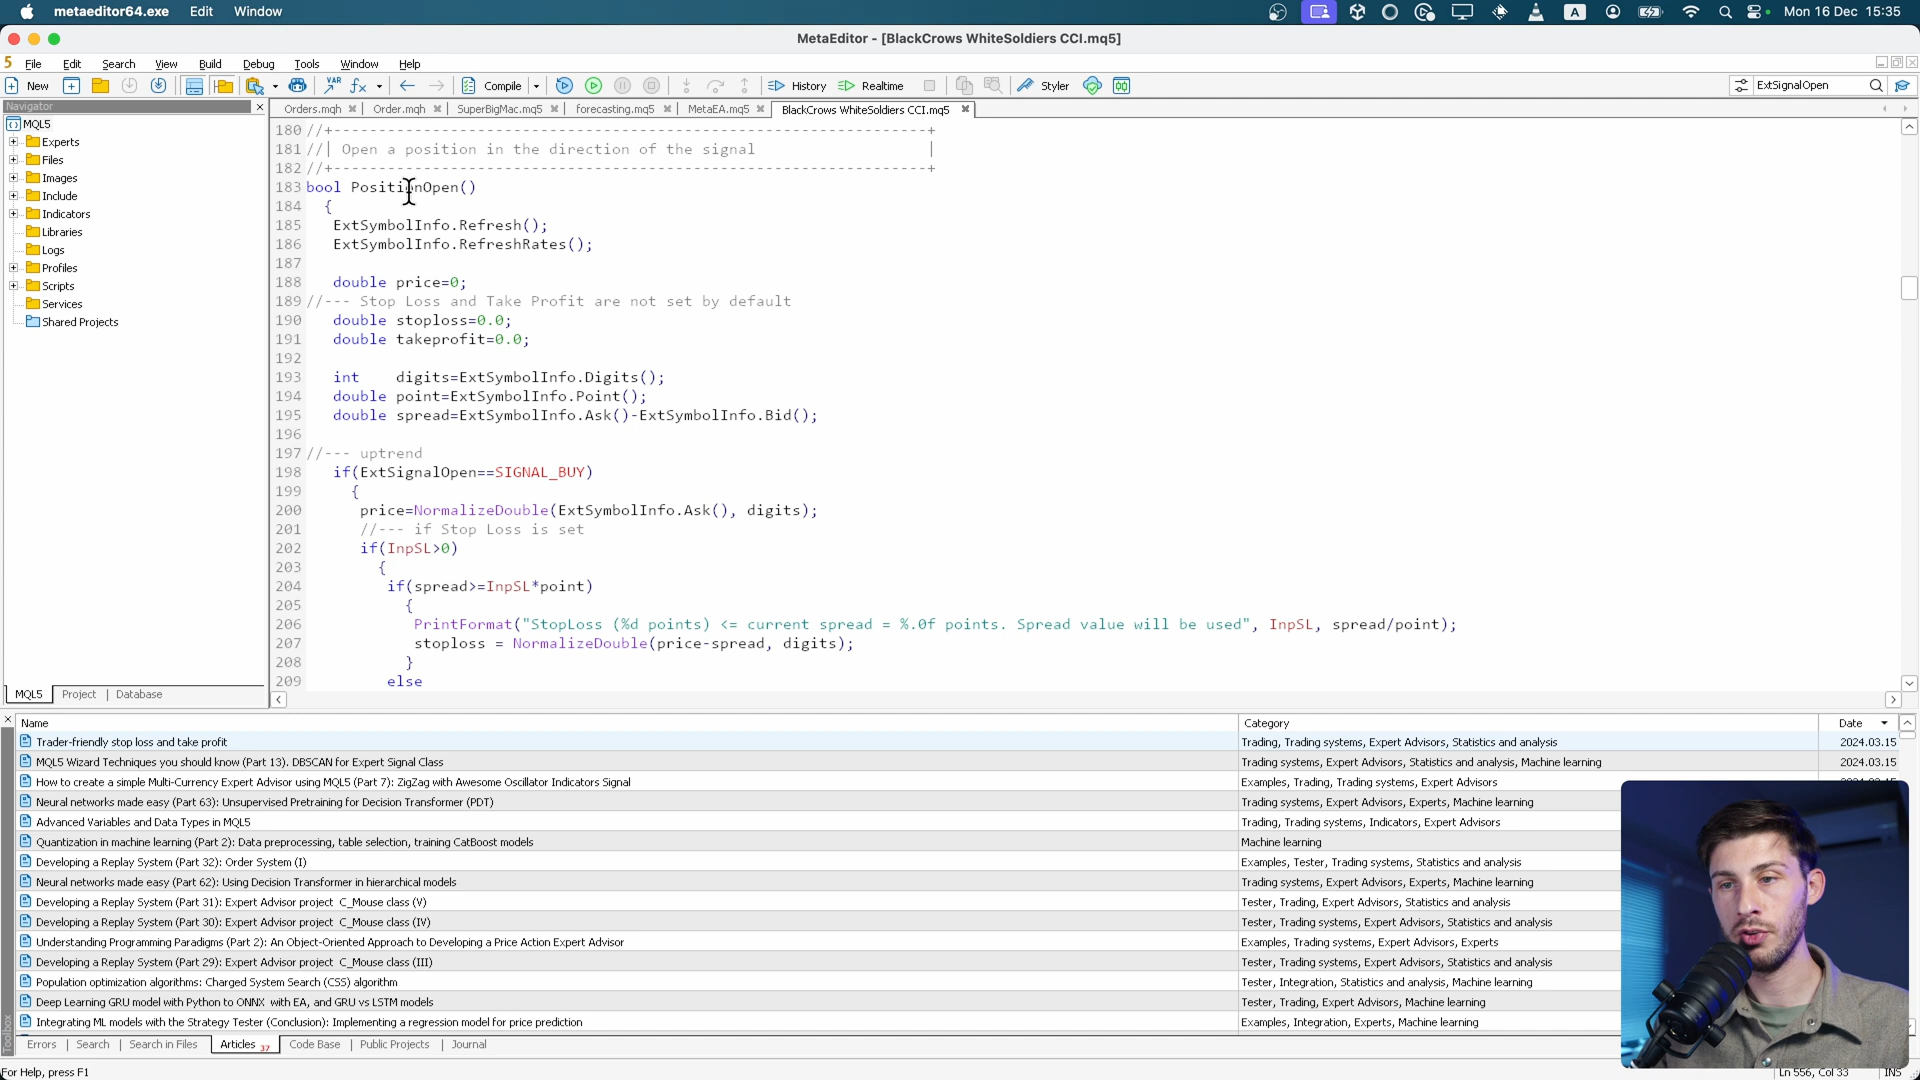 metaeditor64.exe Edit Window A Mon 16 Dec 15:35
MetaEditor - [BlackCrows WhiteSoldiers CCI.mq5]
5 File Edit Search View Build Debug Tools Window Help
New VAR Compile History Realtime Styler ExtSignalOpen
Navigator
Orders.mqh Order.mqh SuperBigMac.mq5 forecasting.mq5 MetaEA.mq5 BlackCrows WhiteSoldiers CCI.mq5
MQL5
Experts
Files
Images
Include
Indicators
Libraries
Logs
Profiles
Scripts
Services
Shared Projects
MQL5 Project | Database
180 //+------------------------------------------------------------------+
181 //| Open a position in the direction of the signal |
182 //+------------------------------------------------------------------+
183 bool PositionOpen()
184 {
185 ExtSymbolInfo.Refresh();
186 ExtSymbolInfo.RefreshRates();
187
188 double price=0;
189 //--- Stop Loss and Take Profit are not set by default
190 double stoploss=0.0;
191 double takeprofit=0.0;
192
193 int digits=ExtSymbolInfo.Digits();
194 double point=ExtSymbolInfo.Point();
195 double spread=ExtSymbolInfo.Ask()-ExtSymbolInfo.Bid();
196
197 //--- uptrend
198 if(ExtSignalOpen==SIGNAL_BUY)
199 {
200 price=NormalizeDouble(ExtSymbolInfo.Ask(), digits);
201 //--- if Stop Loss is set
202 if(InpSL>0)
203 {
204 if(spread>=InpSL*point)
205 {
206 PrintFormat("StopLoss (%d points) <= current spread = %.0f points. Spread value will be used", InpSL, spread/point);
207 stoploss = NormalizeDouble(price-spread, digits);
208 }
209 else
Name Category Date
Trader-friendly stop loss and take profit Trading, Trading systems, Expert Advisors, Statistics and analysis 2024.03.15
MQL5 Wizard Techniques you should know (Part 13). DBSCAN for Expert Signal Class Trading systems, Expert Advisors, Statistics and analysis, Machine learning 2024.03.15
How to create a simple Multi-Currency Expert Advisor using MQL5 (Part 7): ZigZag with Awesome Oscillator Indicators Signal Examples, Trading, Trading systems, Expert Advisors
Neural networks made easy (Part 63): Unsupervised Pretraining for Decision Transformer (PDT) Trading systems, Expert Advisors, Experts, Machine learning
Advanced Variables and Data Types in MQL5 Trading, Trading systems, Indicators, Expert Advisors
Quantization in machine learning (Part 2): Data preprocessing, table selection, training CatBoost models Machine learning
Developing a Replay System (Part 32): Order System (I) Examples, Tester, Trading systems, Statistics and analysis
Neural networks made easy (Part 62): Using Decision Transformer in hierarchical models Trading systems, Expert Advisors, Experts, Machine learning
Developing a Replay System (Part 31): Expert Advisor project C_Mouse class (V) Tester, Trading, Expert Advisors, Statistics and analysis
Developing a Replay System (Part 30): Expert Advisor project C_Mouse class (IV) Tester, Trading systems, Expert Advisors, Statistics and analysis
Understanding Programming Paradigms (Part 2): An Object-Oriented Approach to Developing a Price Action Expert Advisor Examples, Trading systems, Expert Advisors, Experts
Developing a Replay System (Part 29): Expert Advisor project C_Mouse class (III) Tester, Trading systems, Expert Advisors, Statistics and analysis
Population optimization algorithms: Charged System Search (CSS) algorithm Tester, Integration, Statistics and analysis, Machine learning
Deep Learning GRU model with Python to ONNX with EA, and GRU vs LSTM models Tester, Trading, Expert Advisors, Machine learning
Integrating ML models with the Strategy Tester (Conclusion): Implementing a regression model for price prediction Examples, Integration, Experts, Machine learning
Toolbox
Errors | Search | Search in Files Articles 37 Code Base | Public Projects | Journal
For Help, press F1 Ln 556, Col 33 INS